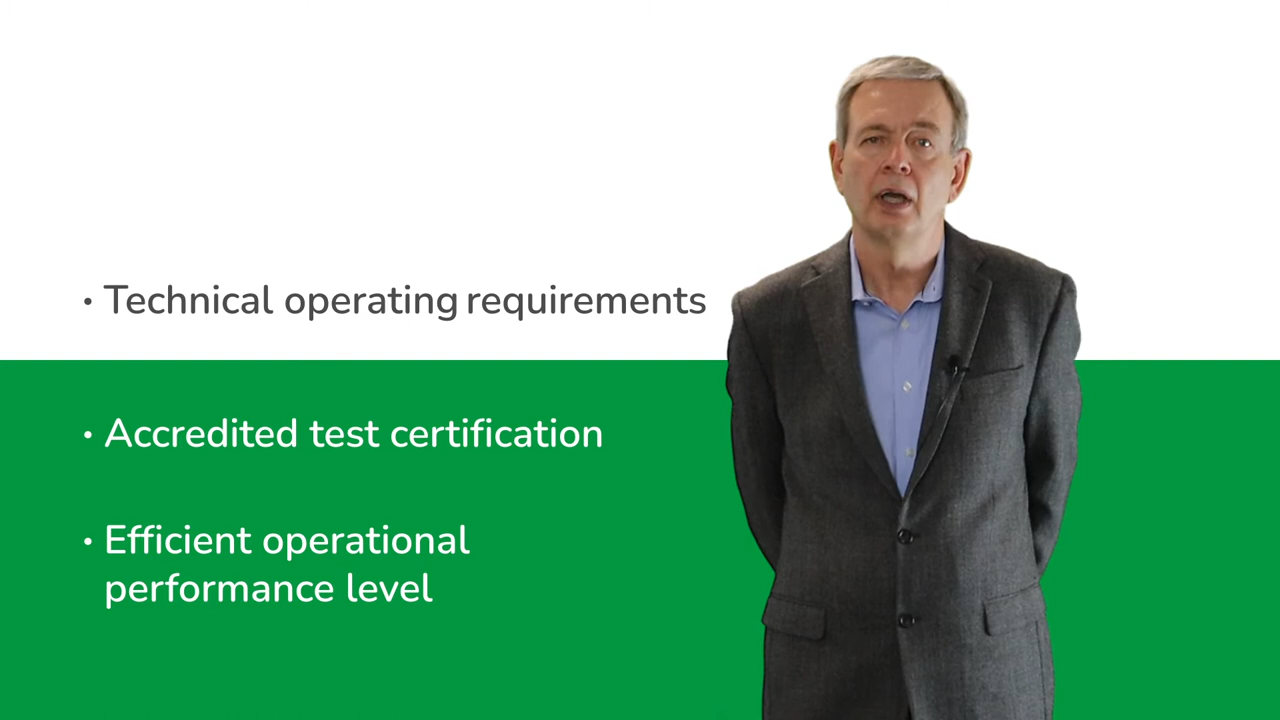 · Technical operating requirements
· Accredited test certification
· Efficient operational
performance level